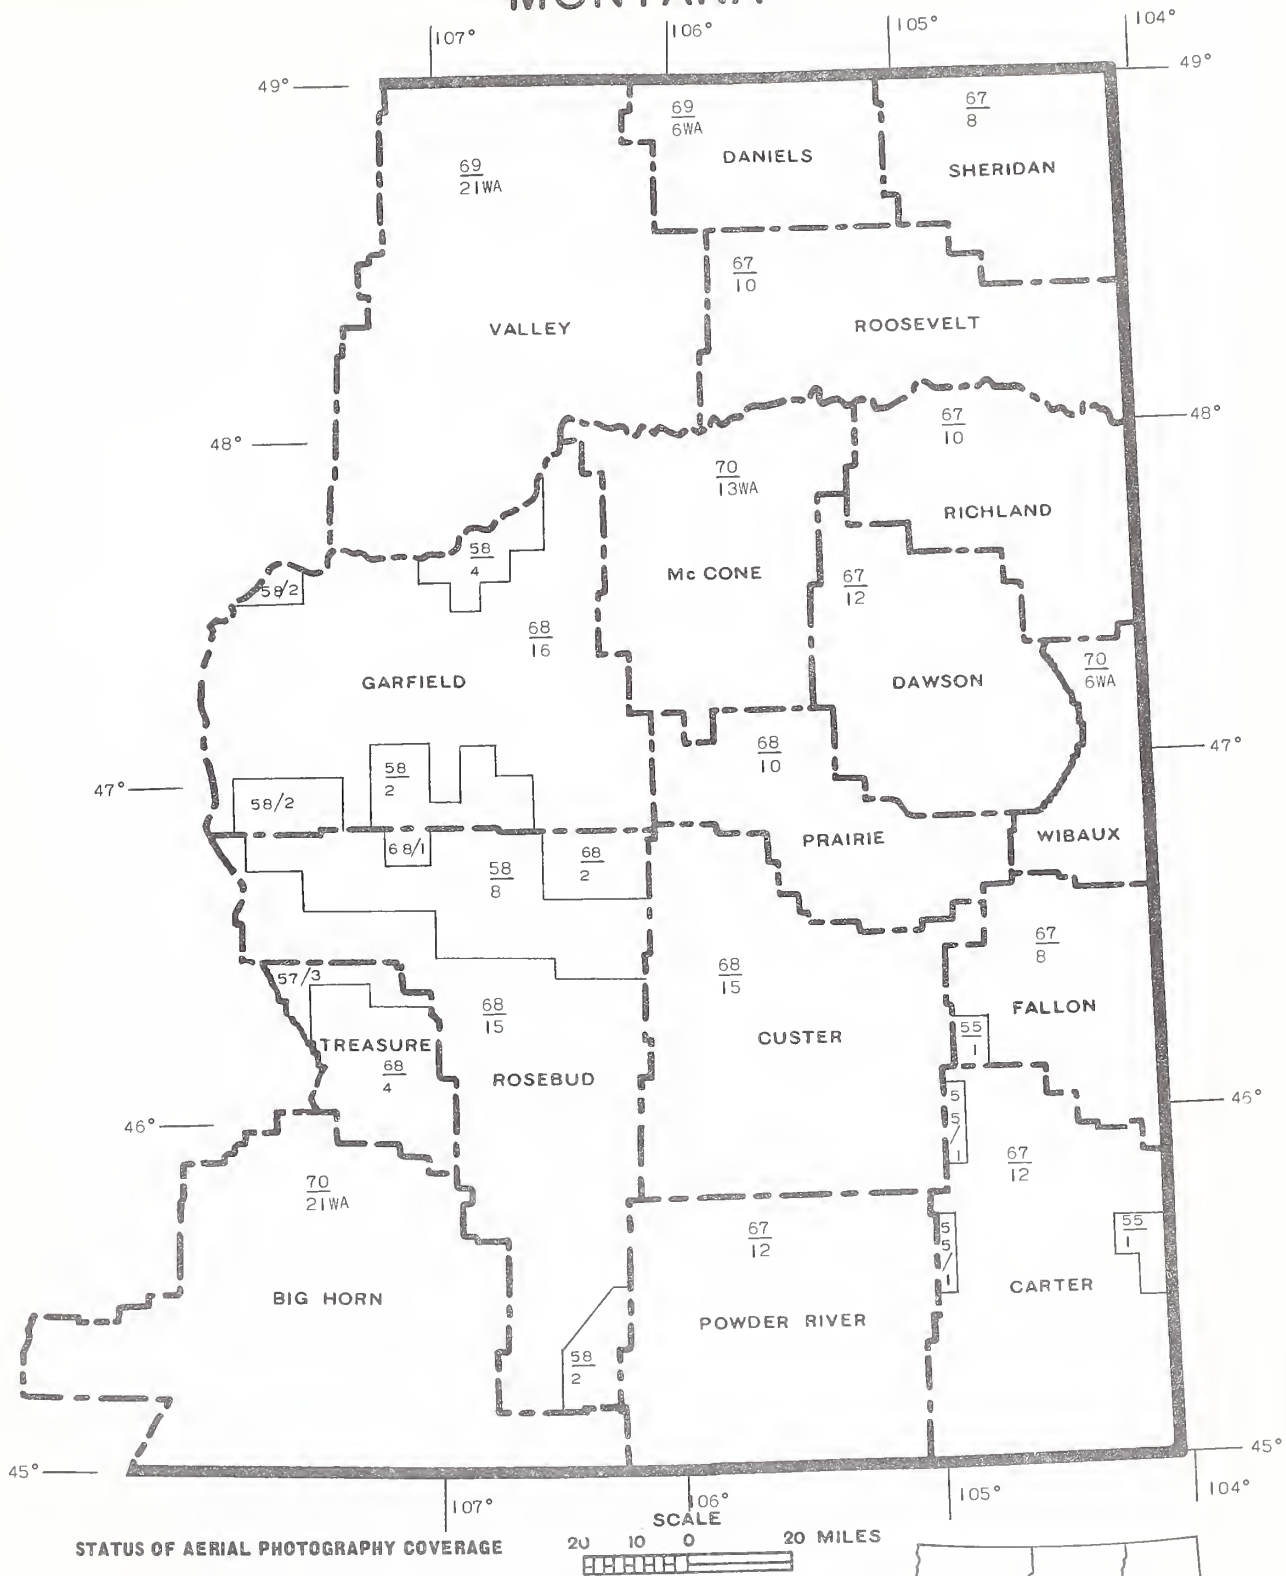 MONTANA
107°
106°
105°
104°
49°
49°
69
21WA
69
6WA
DANIELS
67
8
SHERIDAN
VALLEY
67
10
ROOSEVELT
48°
48°
67
10
RICHLAND
70
13WA
Mc CONE
58
4
58/2
68
16
GARFIELD
67
12
DAWSON
70
6WA
47°
47°
58/2
58
2
68
10
PRAIRIE
WIBAUX
68/1
58
8
68
2
67
8
FALLON
57/3
68
15
68
15
CUSTER
55
1
TREASURE
68
4
ROSEBUD
46°
46°
55/1
67
12
70
21WA
67
12
55/1
55
1
BIG HORN
POWDER RIVER
CARTER
58
2
45°
45°
107°
106°
105°
104°
SCALE
STATUS OF AERIAL PHOTOGRAPHY COVERAGE
20 10 0 20 MILES